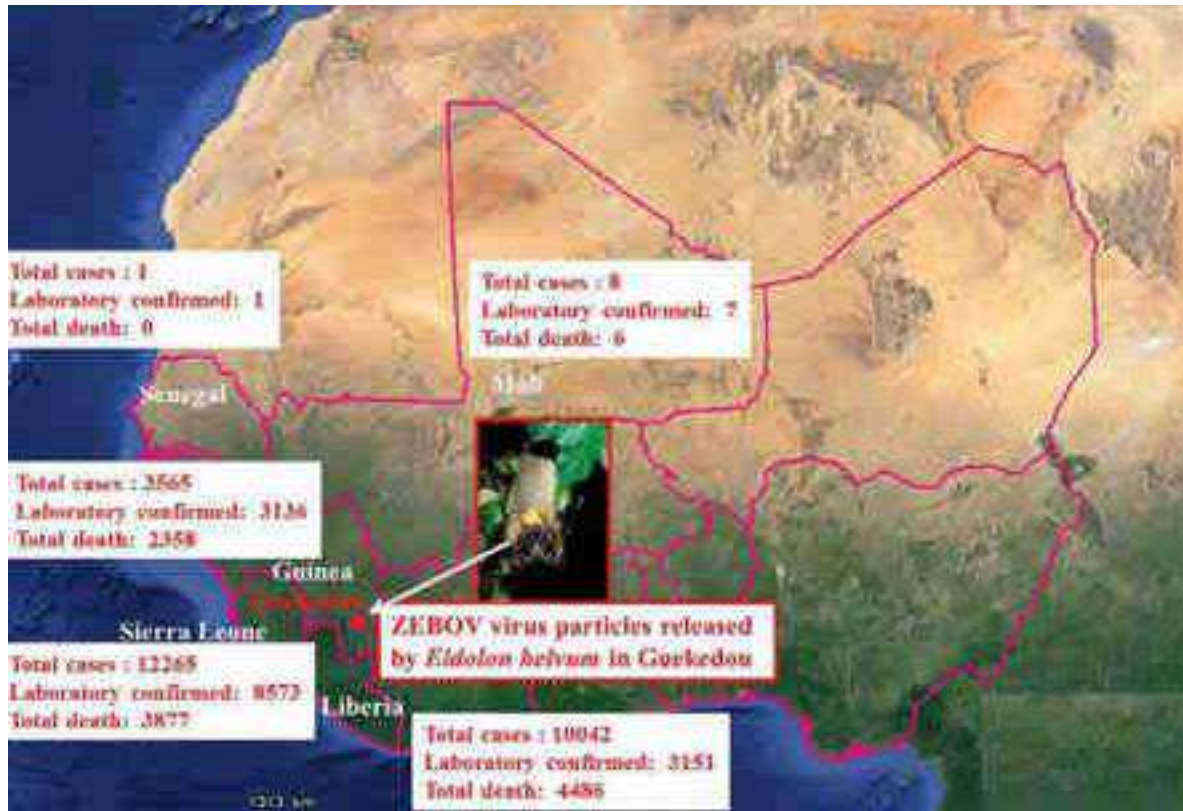 Total cases : 1
Laboratory confirmed: 1
Total death: 0
Total cases : 8
Laboratory confirmed: 7
Total death: 6
Mali
Senegal
Total cases : 3565
Laboratory confirmed: 3136
Total death: 2358
Guinea
Sierra Leone
ZEBOV virus particles released
by Eidolon helvum in Guekedou
Total cases : 12265
Laboratory confirmed: 8573
Total death: 3877
Liberia
Total cases : 10042
Laboratory confirmed: 3151
Total death: 4486